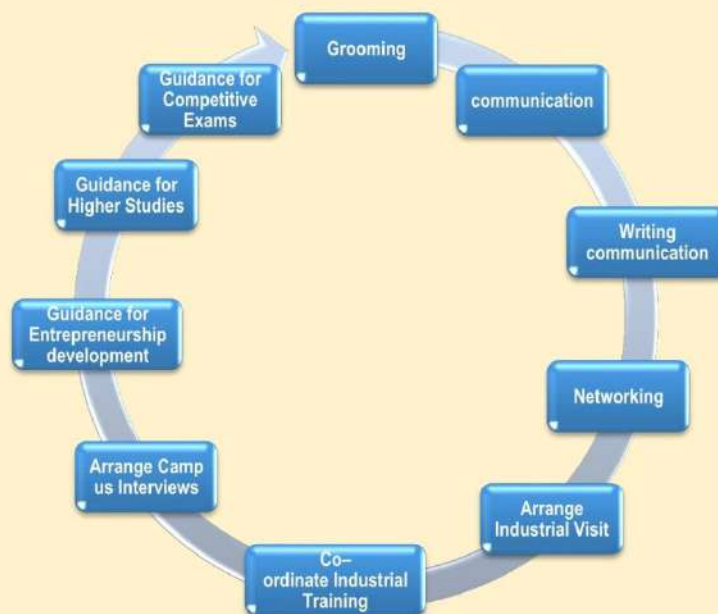 Grooming
communication
Writing
communication
Networking
Arrange
Industrial Visit
Co–
ordinate Industrial
Training
Arrange Camp
us Interviews
Guidance for
Entrepreneurship
development
Guidance for
Higher Studies
Guidance for
Competitive
Exams